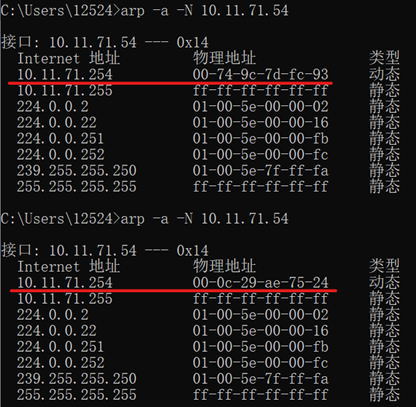 C:\Users\12524>arp -a -N 10.11.71.54
接口: 10.11.71.54 --- 0x14
Internet 地址 物理地址 类型
10.11.71.254 00-74-9c-7d-fc-93 动态
10.11.71.255 ff-ff-ff-ff-ff-ff 静态
224.0.0.2 01-00-5e-00-00-02 静态
224.0.0.22 01-00-5e-00-00-16 静态
224.0.0.251 01-00-5e-00-00-fb 静态
224.0.0.252 01-00-5e-00-00-fc 静态
239.255.255.250 01-00-5e-7f-ff-fa 静态
255.255.255.255 ff-ff-ff-ff-ff-ff 静态
C:\Users\12524>arp -a -N 10.11.71.54
接口: 10.11.71.54 --- 0x14
Internet 地址 物理地址 类型
10.11.71.254 00-0c-29-ae-75-24 动态
10.11.71.255 ff-ff-ff-ff-ff-ff 静态
224.0.0.2 01-00-5e-00-00-02 静态
224.0.0.22 01-00-5e-00-00-16 静态
224.0.0.251 01-00-5e-00-00-fb 静态
224.0.0.252 01-00-5e-00-00-fc 静态
239.255.255.250 01-00-5e-7f-ff-fa 静态
255.255.255.255 ff-ff-ff-ff-ff-ff 静态